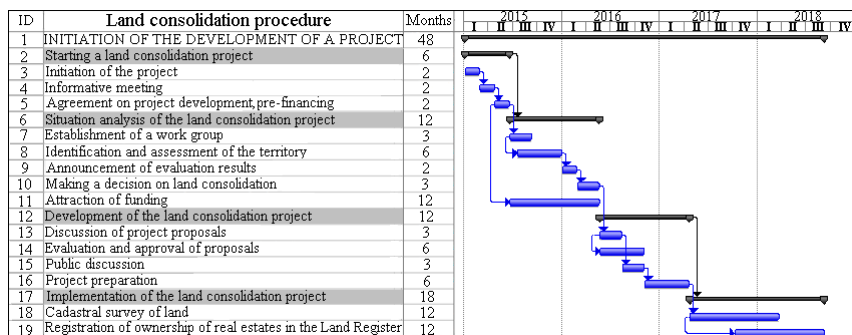 ID Land consolidation procedure Months 2015 2016 2017 2018
I II III IV I II III IV I II III IV I II III IV
1 INITIATION OF THE DEVELOPMENT OF A PROJECT 48
2 Starting a land consolidation project 6
3 Initiation of the project 2
4 Informative meeting 2
5 Agreement on project development,pre-financing 2
6 Situation analysis of the land consolidation project 12
7 Establishment of a work group 3
8 Identification and assessment of the territory 6
9 Announcement of evaluation results 2
10 Making a decision on land consolidation 3
11 Attraction of funding 12
12 Development of the land consolidation project 12
13 Discussion of project proposals 3
14 Evaluation and approval of proposals 6
15 Public discussion 3
16 Project preparation 6
17 Implementation of the land consolidation project 18
18 Cadastral survey of land 12
19 Registration of ownership of real estates in the Land Register 12